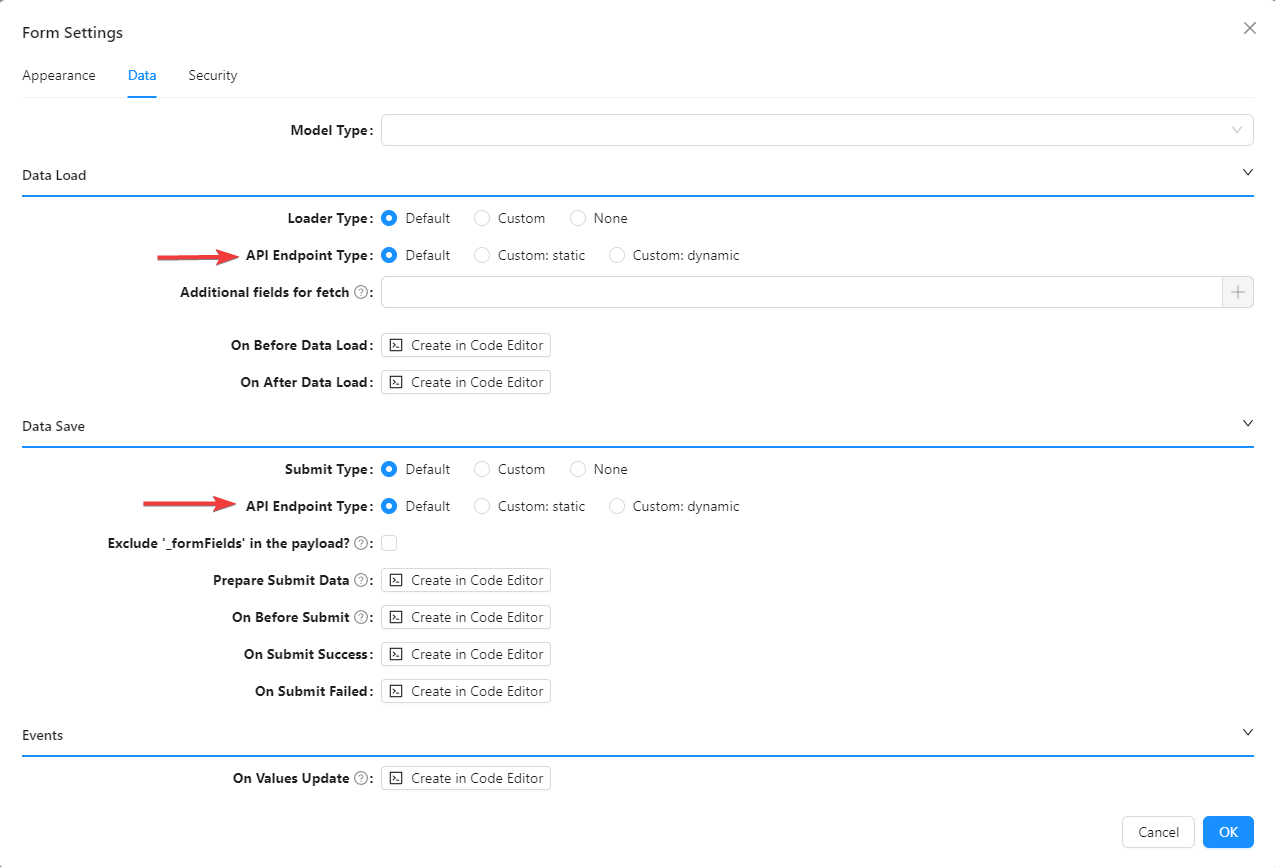 Form Settings
Appearance Data Security
Model Type:
Data Load
Loader Type: Default Custom None
API Endpoint Type: Default Custom: static Custom: dynamic
Additional fields for fetch ? :
On Before Data Load: Create in Code Editor
On After Data Load: Create in Code Editor
Data Save
Submit Type: Default Custom None
API Endpoint Type: Default Custom: static Custom: dynamic
Exclude '_formFields' in the payload? ? :
Prepare Submit Data ? : Create in Code Editor
On Before Submit ? : Create in Code Editor
On Submit Success: Create in Code Editor
On Submit Failed: Create in Code Editor
Events
On Values Update ? : Create in Code Editor
Cancel OK